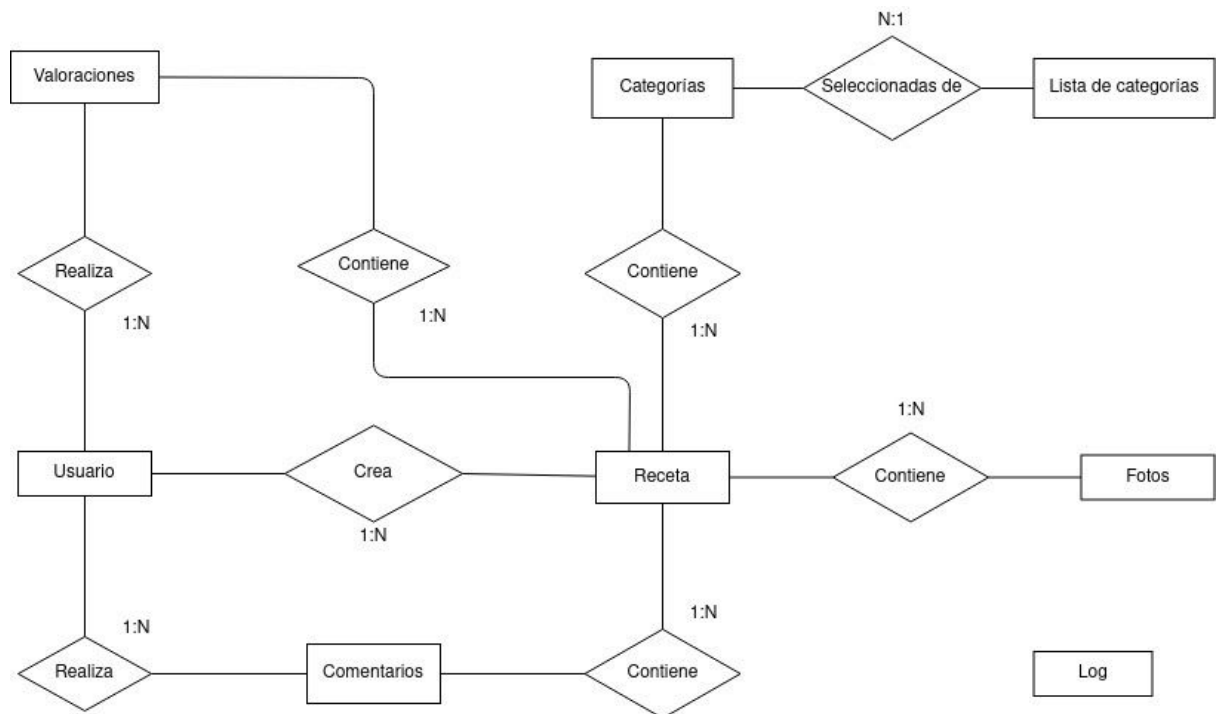 N:1
Valoraciones
Categorías
Seleccionadas de
Lista de categorías
Realiza
Contiene
Contiene
1:N
1:N
1:N
1:N
Usuario
Crea
Receta
Contiene
Fotos
1:N
1:N
1:N
Realiza
Comentarios
Contiene
Log